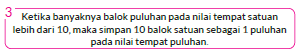 3
Ketika banyaknya balok puluhan pada nilai tempat satuan
lebih dari 10, maka simpan 10 balok satuan sebagai 1 puluhan
pada nilai tempat puluhan.